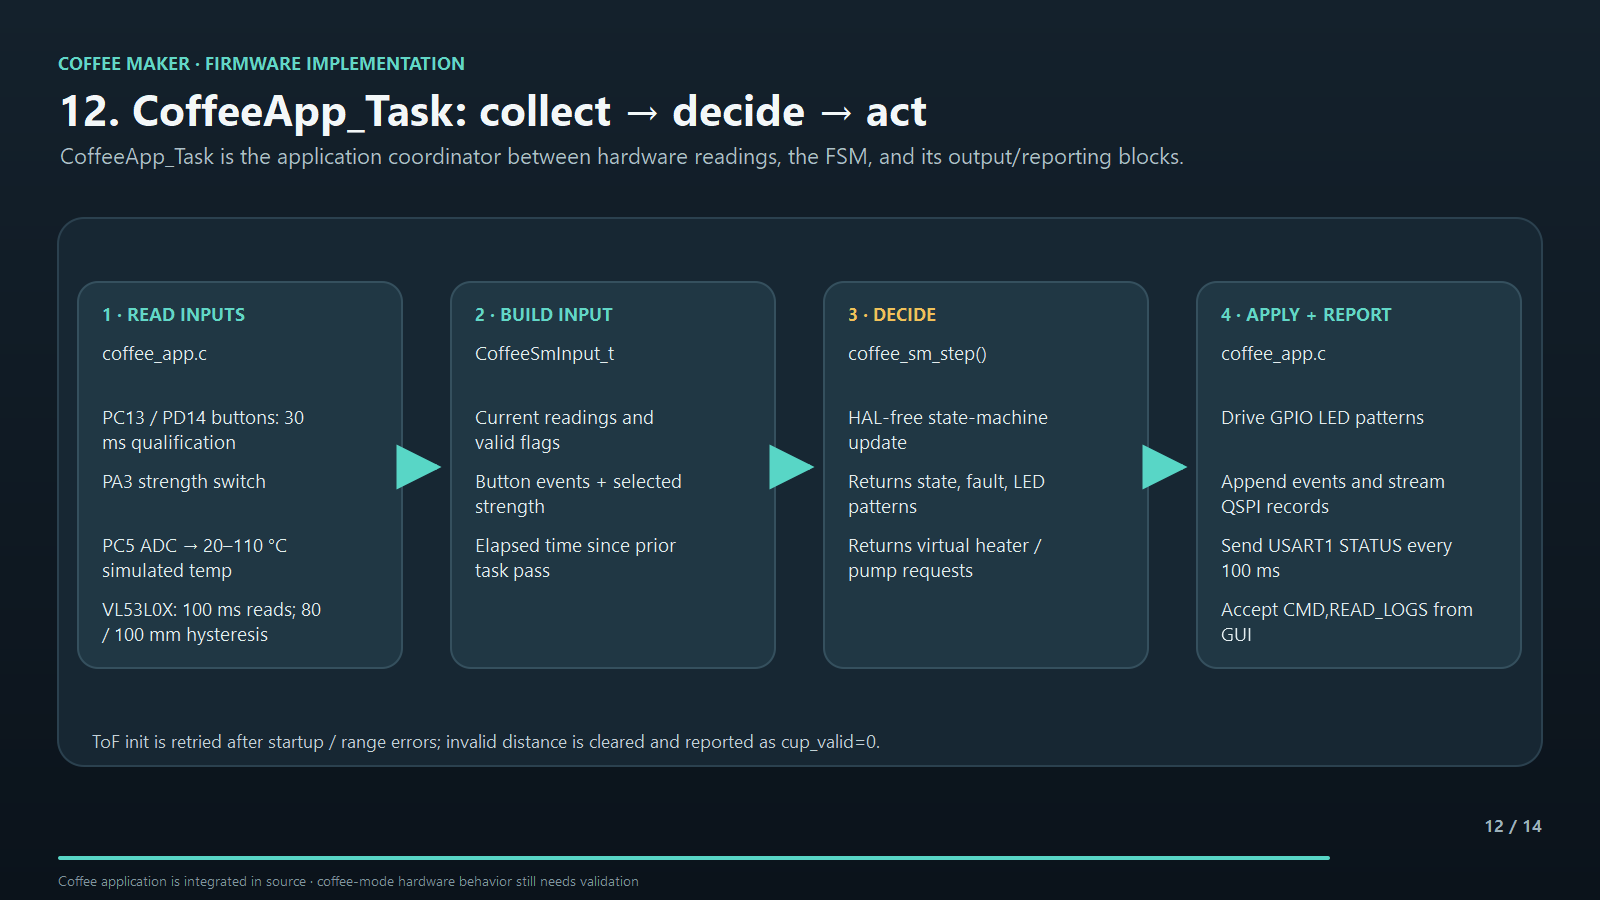 COFFEE MAKER · FIRMWARE IMPLEMENTATION
12. CoffeeApp_Task: collect → decide → act
CoffeeApp_Task is the application coordinator between hardware readings, the FSM, and its output/reporting blocks.
1 · READ INPUTS
coffee_app.c
PC13 / PD14 buttons: 30
ms qualification
PA3 strength switch
PC5 ADC → 20–110 °C
simulated temp
VL53L0X: 100 ms reads; 80
/ 100 mm hysteresis
2 · BUILD INPUT
CoffeeSmInput_t
Current readings and
valid flags
Button events + selected
strength
Elapsed time since prior
task pass
3 · DECIDE
coffee_sm_step()
HAL-free state-machine
update
Returns state, fault, LED
patterns
Returns virtual heater /
pump requests
4 · APPLY + REPORT
coffee_app.c
Drive GPIO LED patterns
Append events and stream
QSPI records
Send USART1 STATUS every
100 ms
Accept CMD,READ_LOGS from
GUI
ToF init is retried after startup / range errors; invalid distance is cleared and reported as cup_valid=0.
12 / 14
Coffee application is integrated in source · coffee-mode hardware behavior still needs validation